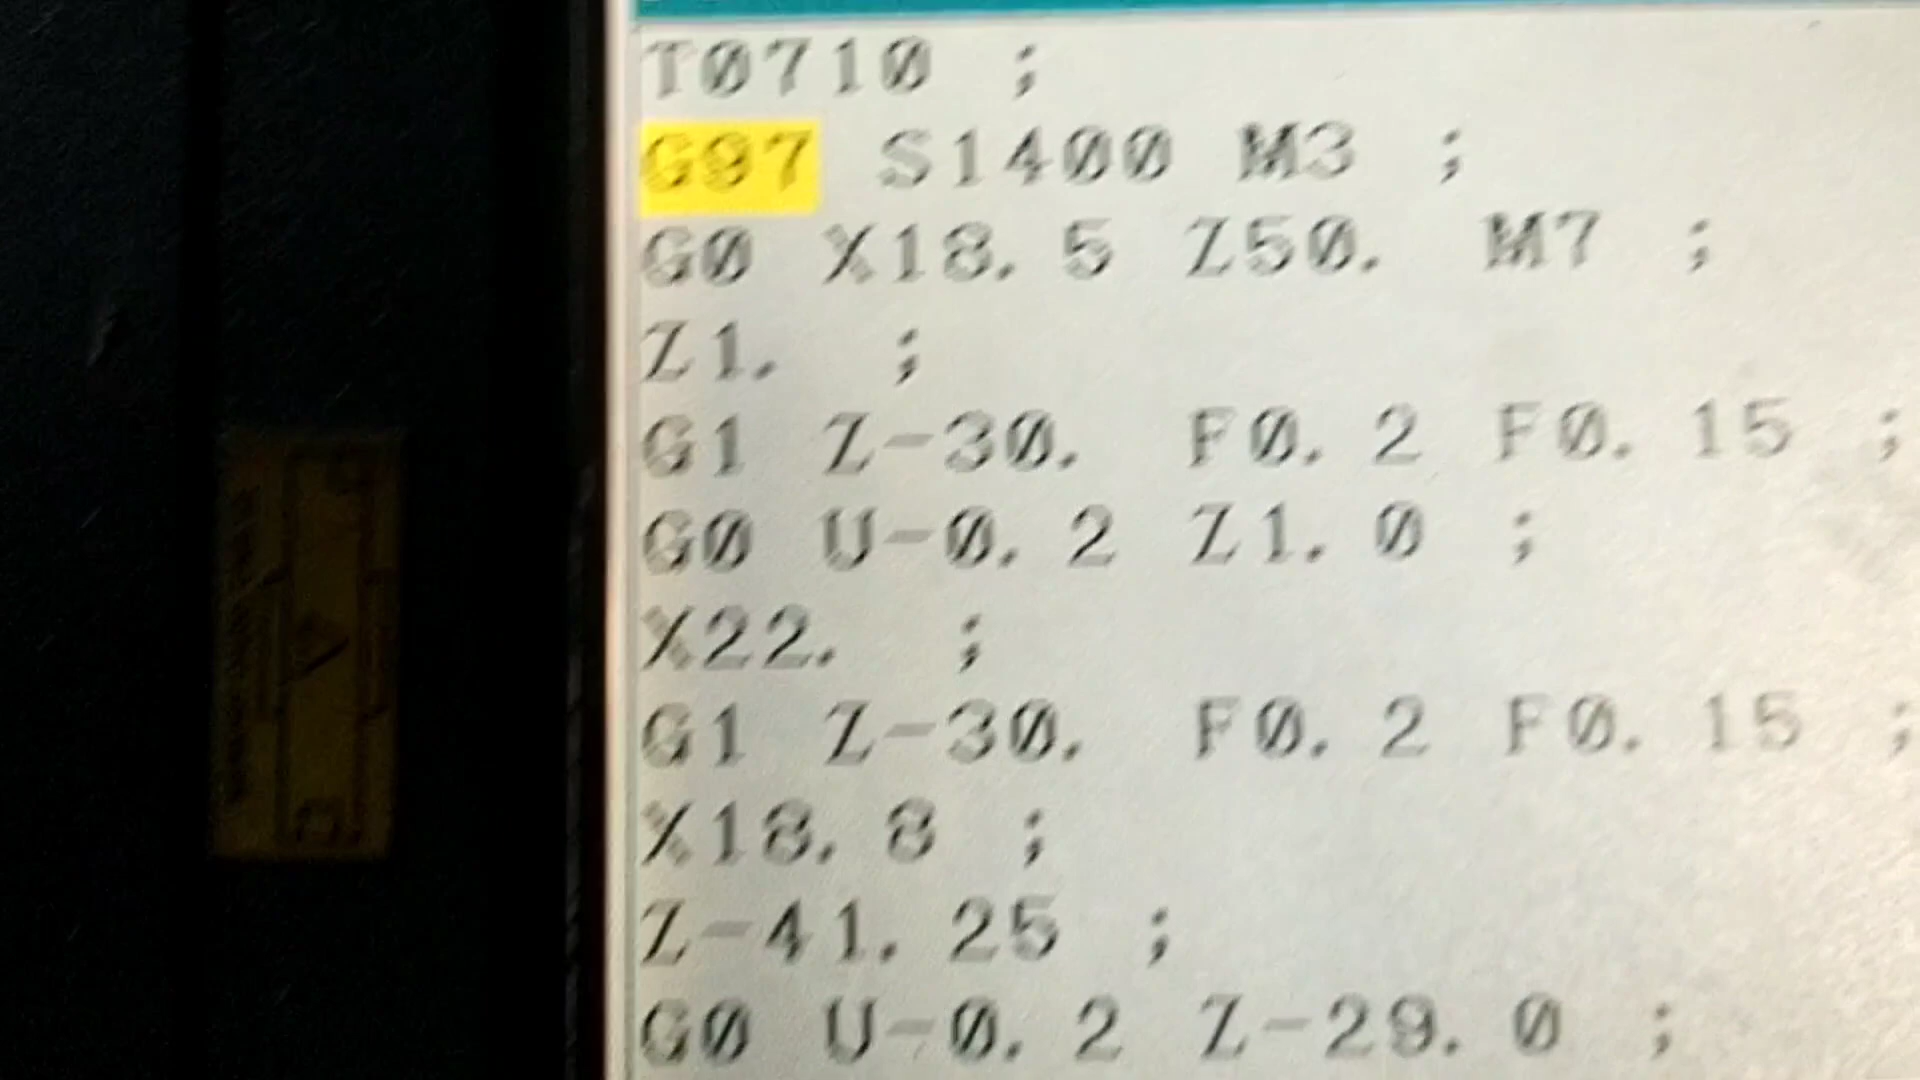 T0710 ;
G97 S1400 M3 ;
G0 X18.5 Z50. M7 ;
Z1. ;
G1 Z-30. F0.2 F0.15 ;
G0 U-0.2 Z1.0 ;
X22. ;
G1 Z-30. F0.2 F0.15 ;
X18.8 ;
Z-41.25 ;
G0 U-0.2 Z-29.0 ;